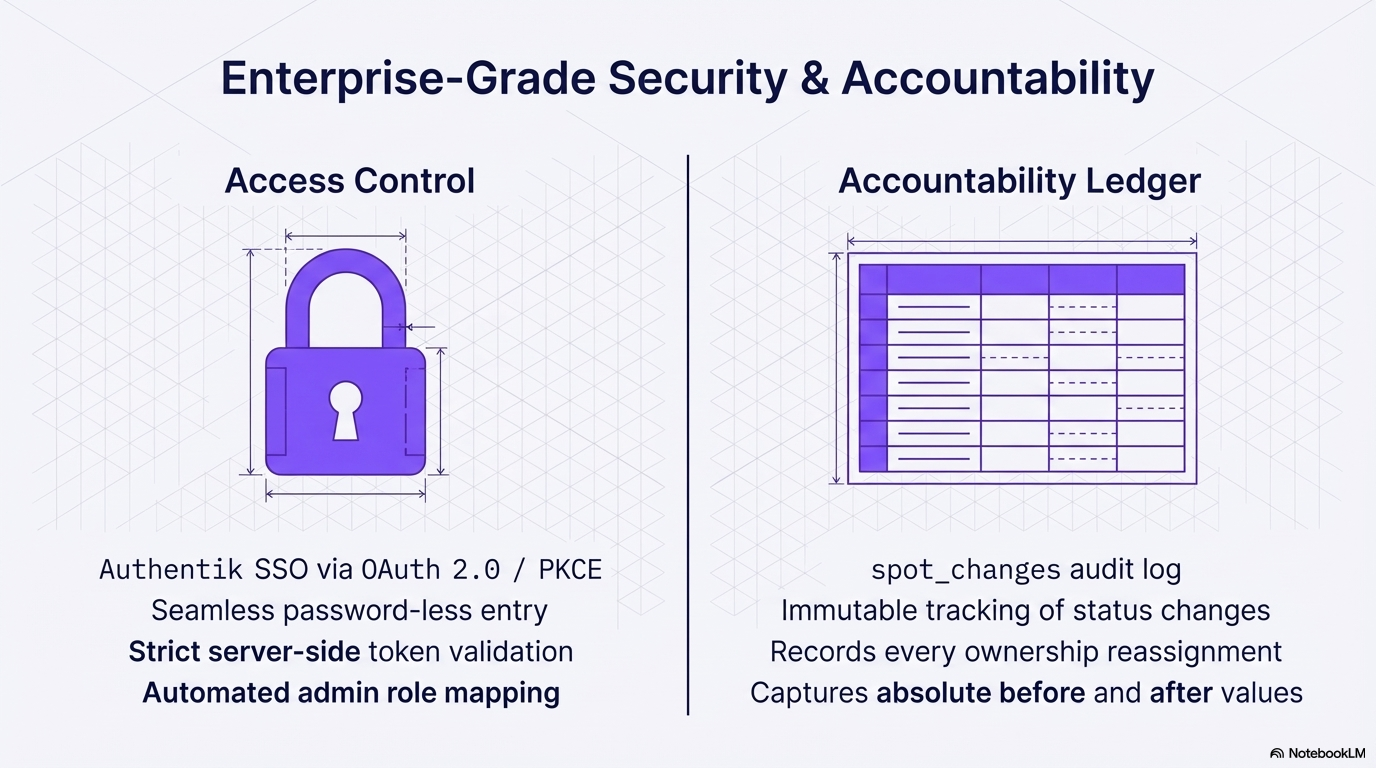 Enterprise-Grade Security & Accountability
Access Control
Authentik SSO via OAuth 2.0 / PKCE
Seamless password-less entry
Strict server-side token validation
Automated admin role mapping
Accountability Ledger
spot_changes audit log
Immutable tracking of status changes
Records every ownership reassignment
Captures absolute before and after values
NotebookLM